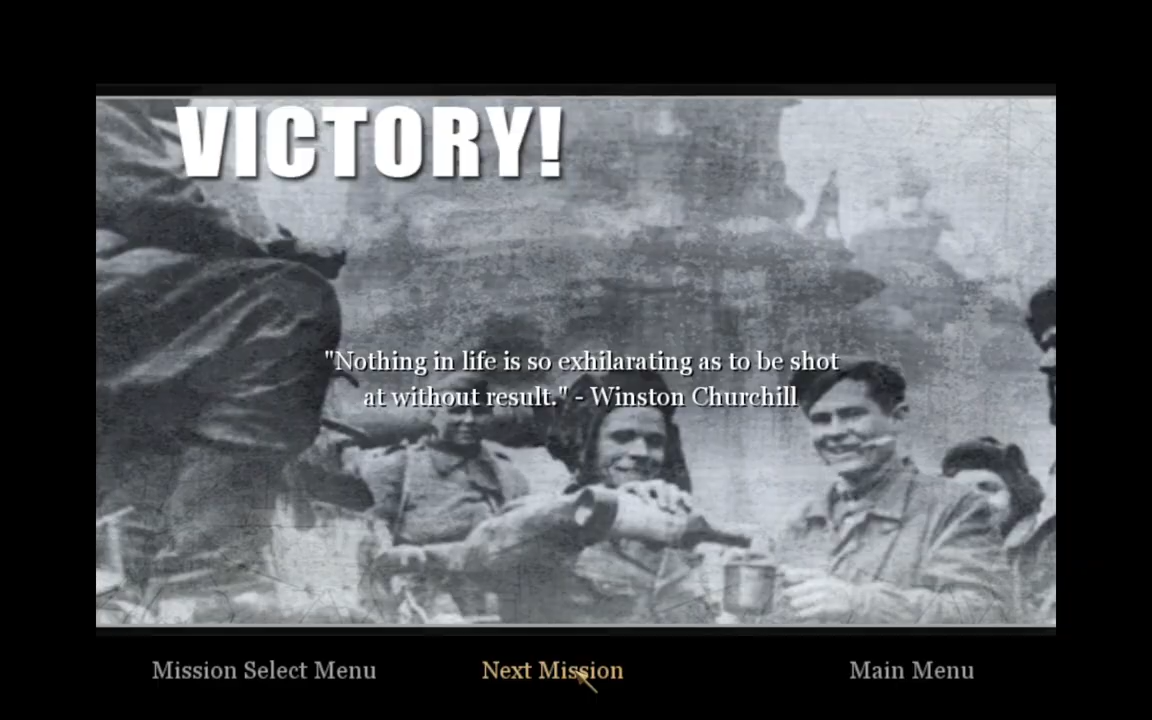 VICTORY!
"Nothing in life is so exhilarating as to be shot
at without result." - Winston Churchill
Mission Select Menu
Next Mission
Main Menu